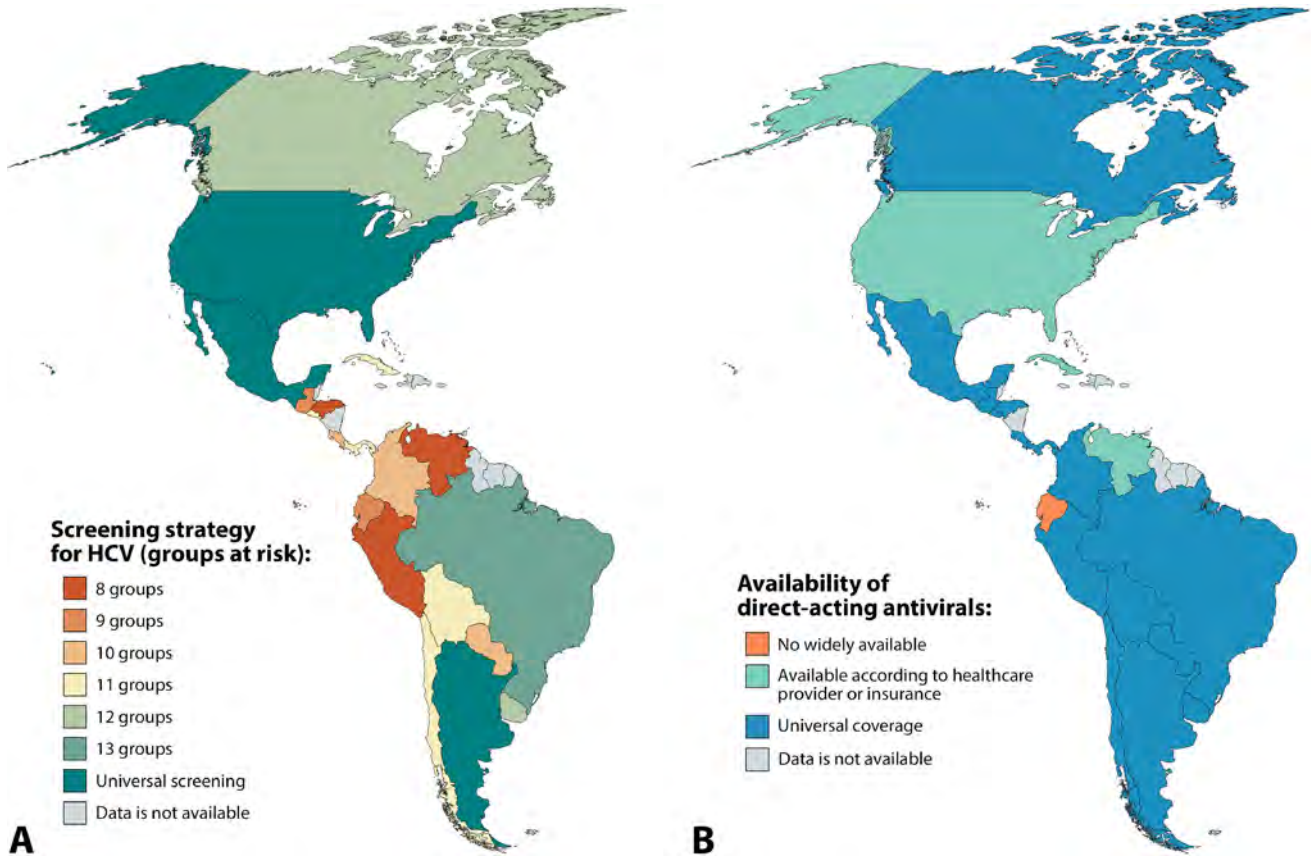 Screening strategy
for HCV (groups at risk):
8 groups
9 groups
10 groups
11 groups
12 groups
13 groups
Universal screening
Data is not available
A
Availability of
direct-acting antivirals:
No widely available
Available according to healthcare
provider or insurance
Universal coverage
Data is not available
B